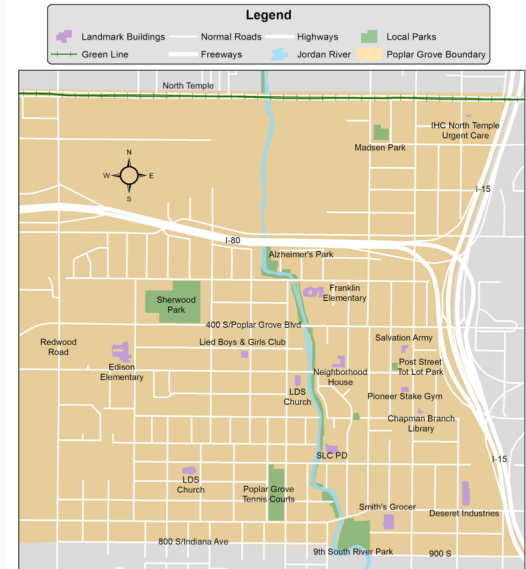 Legend
Landmark Buildings
Normal Roads
Highways
Local Parks
Green Line
Freeways
Jordan River
Poplar Grove Boundary
North Temple
IHC North Temple
Urgent Care
Madsen Park
N
W
E
S
I-15
I-80
Alzheimer's Park
Franklin
Elementary
Sherwood
Park
400 S/Poplar Grove Blvd
Redwood
Road
Lied Boys & Girls Club
Salvation Army
Edison
Elementary
Neighborhood
House
Post Street
Tot Lot Park
LDS
Church
Pioneer Stake Gym
Chapman Branch
Library
SLC PD
I-15
LDS
Church
Poplar Grove
Tennis Courts
Smith's Grocer
Deseret Industries
800 S/Indiana Ave
9th South River Park
900 S